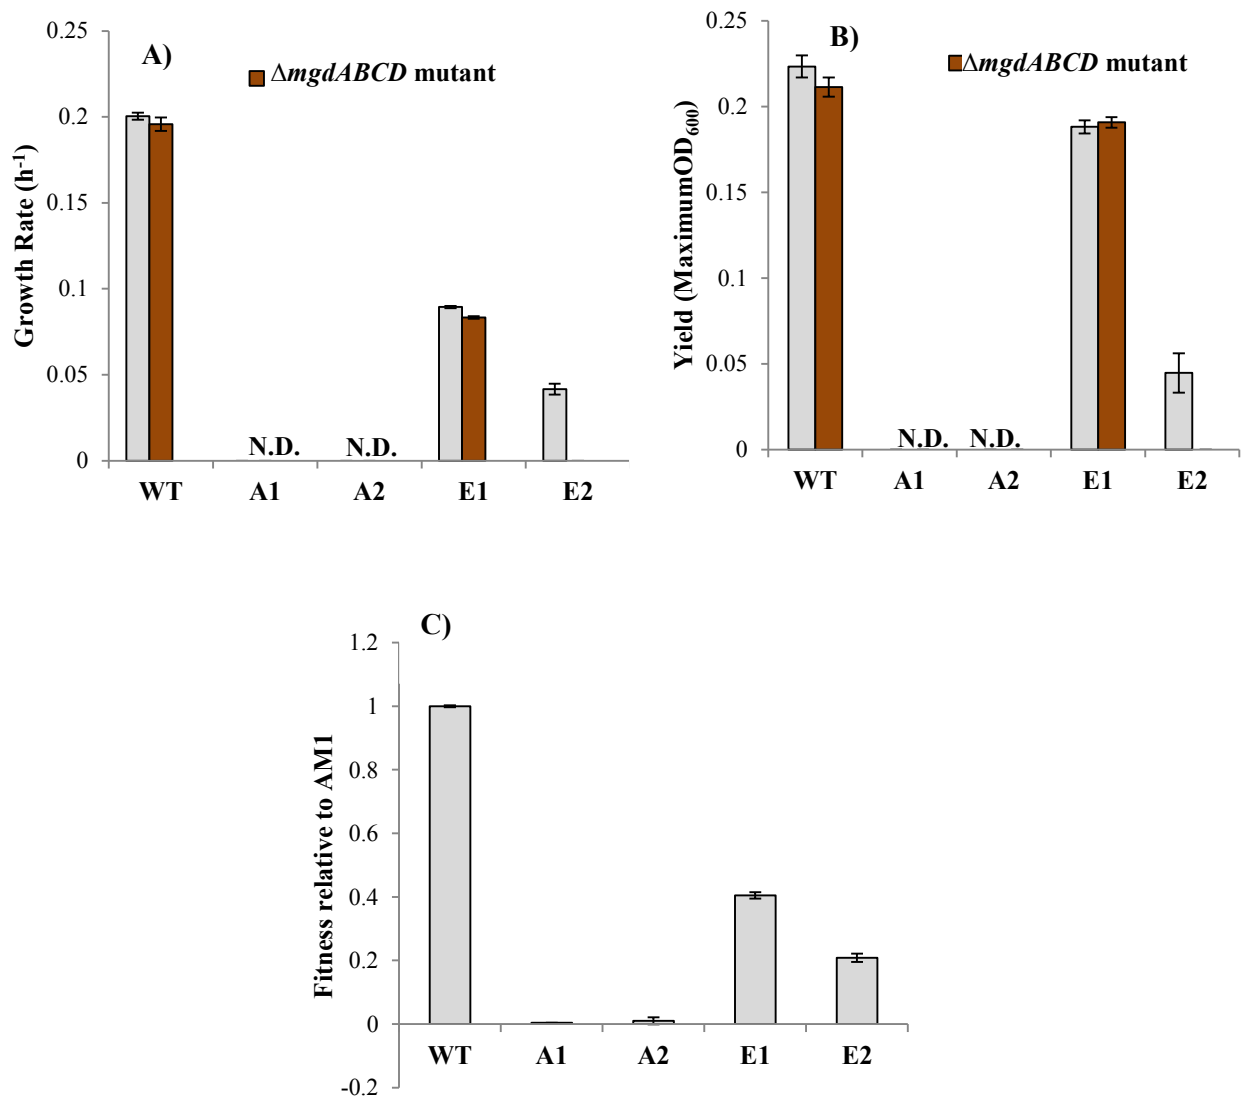 A)
∆mgdABCD mutant
Growth Rate (h-1)
0.25
0.2
0.15
0.1
0.05
0
N.D.
N.D.
WT A1 A2 E1 E2
B)
∆mgdABCD mutant
Yield (MaximumOD600)
0.25
0.2
0.15
0.1
0.05
0
N.D. N.D.
WT A1 A2 E1 E2
C)
Fitness relative to AM1
1.2
1
0.8
0.6
0.4
0.2
0
-0.2
WT A1 A2 E1 E2